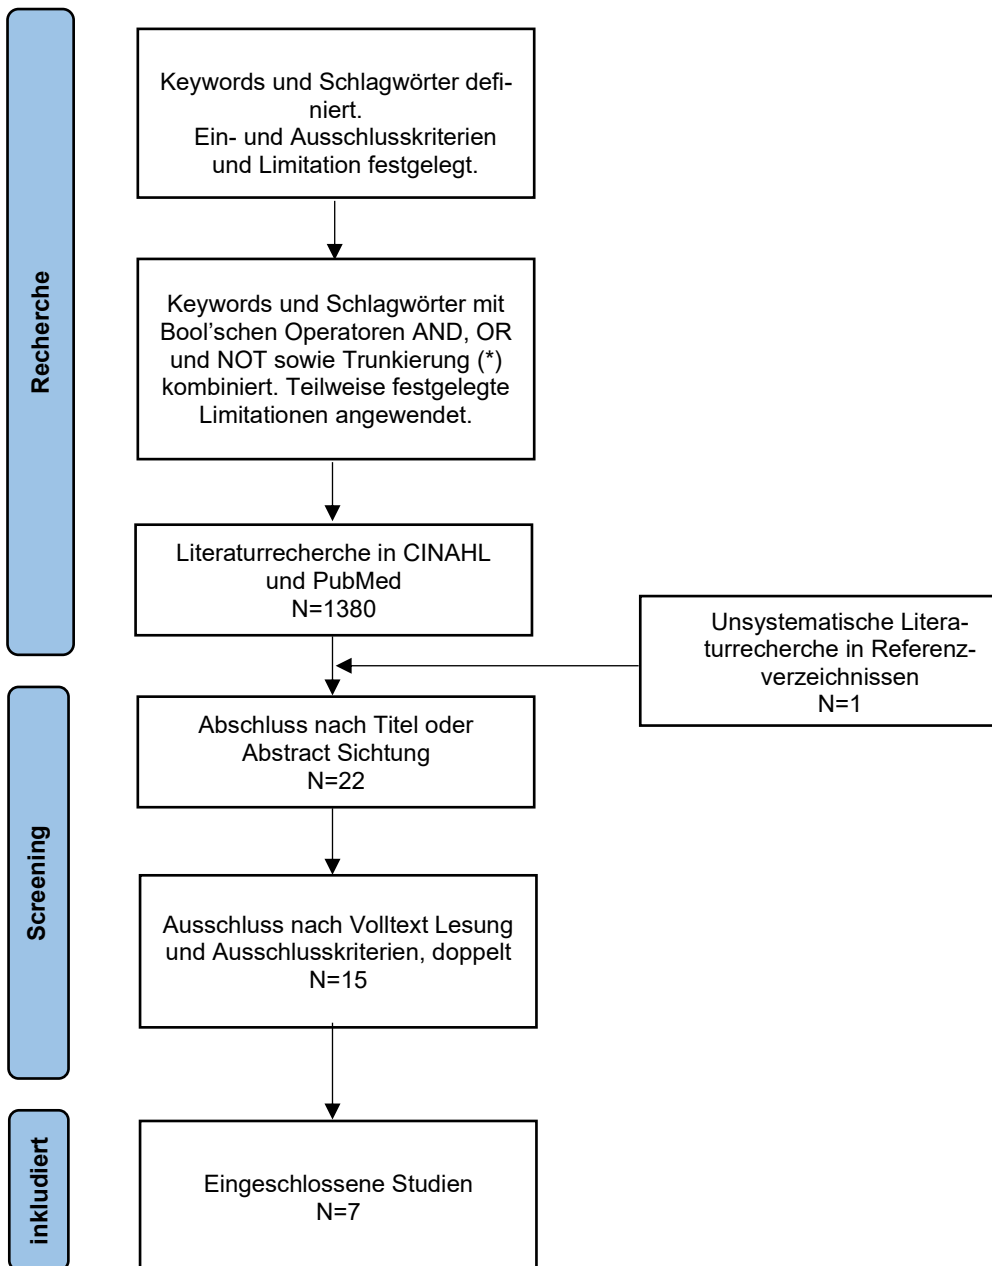 Recherche
Keywords und Schlagwörter defi-
niert.
Ein- und Ausschlusskriterien
und Limitation festgelegt.
Keywords und Schlagwörter mit
Bool’schen Operatoren AND, OR
und NOT sowie Trunkierung (*)
kombiniert. Teilweise festgelegte
Limitationen angewendet.
Literaturrecherche in CINAHL
und PubMed
N=1380
Unsystematische Litera-
turrecherche in Referenz-
verzeichnissen
N=1
Screening
Abschluss nach Titel oder
Abstract Sichtung
N=22
Ausschluss nach Volltext Lesung
und Ausschlusskriterien, doppelt
N=15
inkludiert
Eingeschlossene Studien
N=7